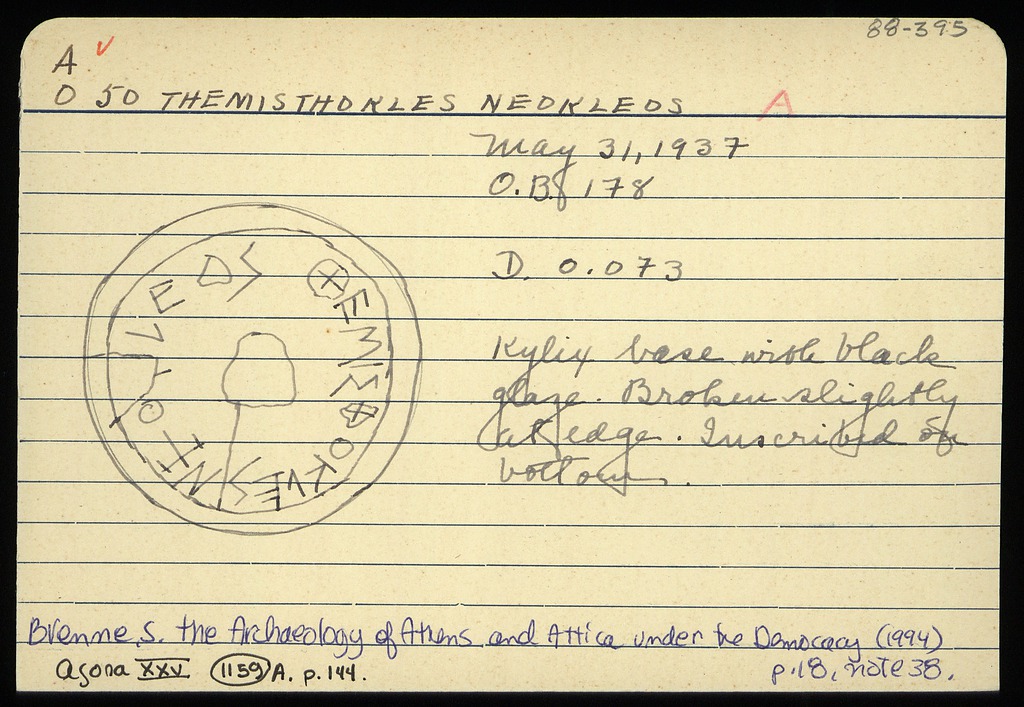 88-395
A v
O 50 THEMISTHOKLES NEOKLEOS A
May 31, 1937
O.B. 178
D. 0.073
Kylix base with black
glaze. Broken slightly
at edge. Inscribed on
bottom.
Brenne, S. The Archaeology of Athens and Attica under the Democracy (1994)
p.18, note 38.
Agora XXV 1159 A. p.144.